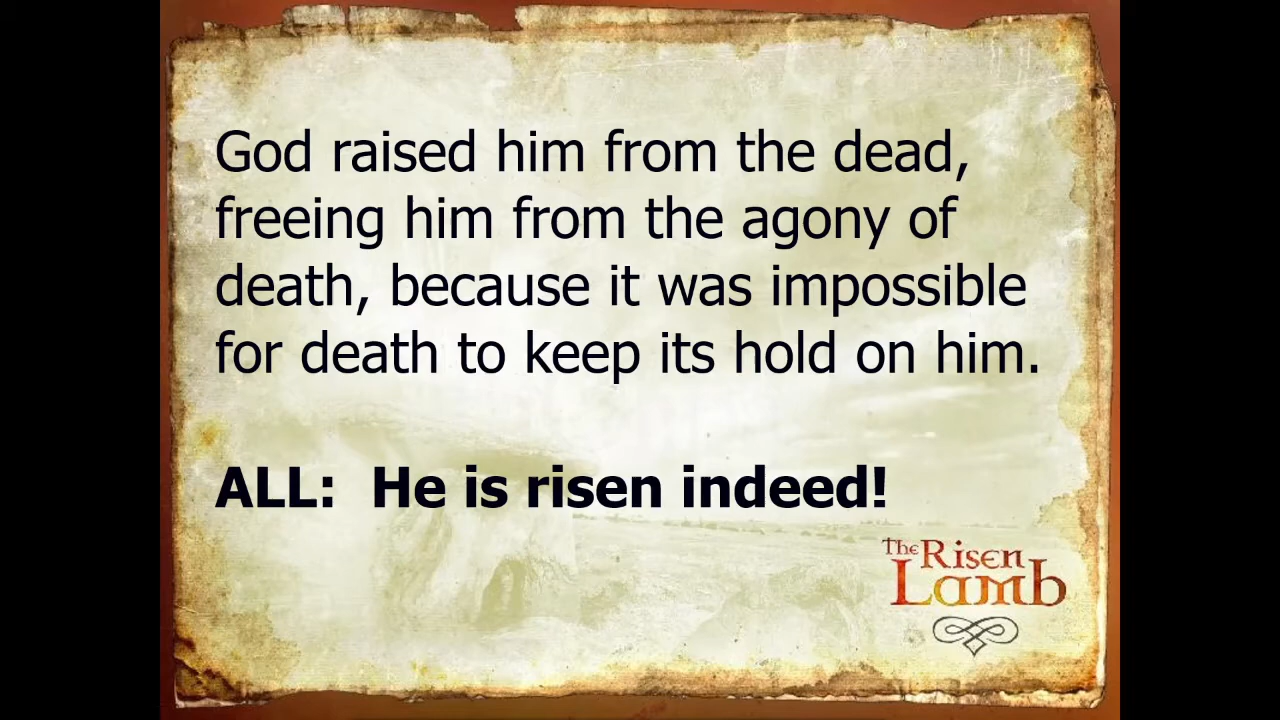 God raised him from the dead,
freeing him from the agony of
death, because it was impossible
for death to keep its hold on him.
ALL: He is risen indeed!
The Risen
Lamb